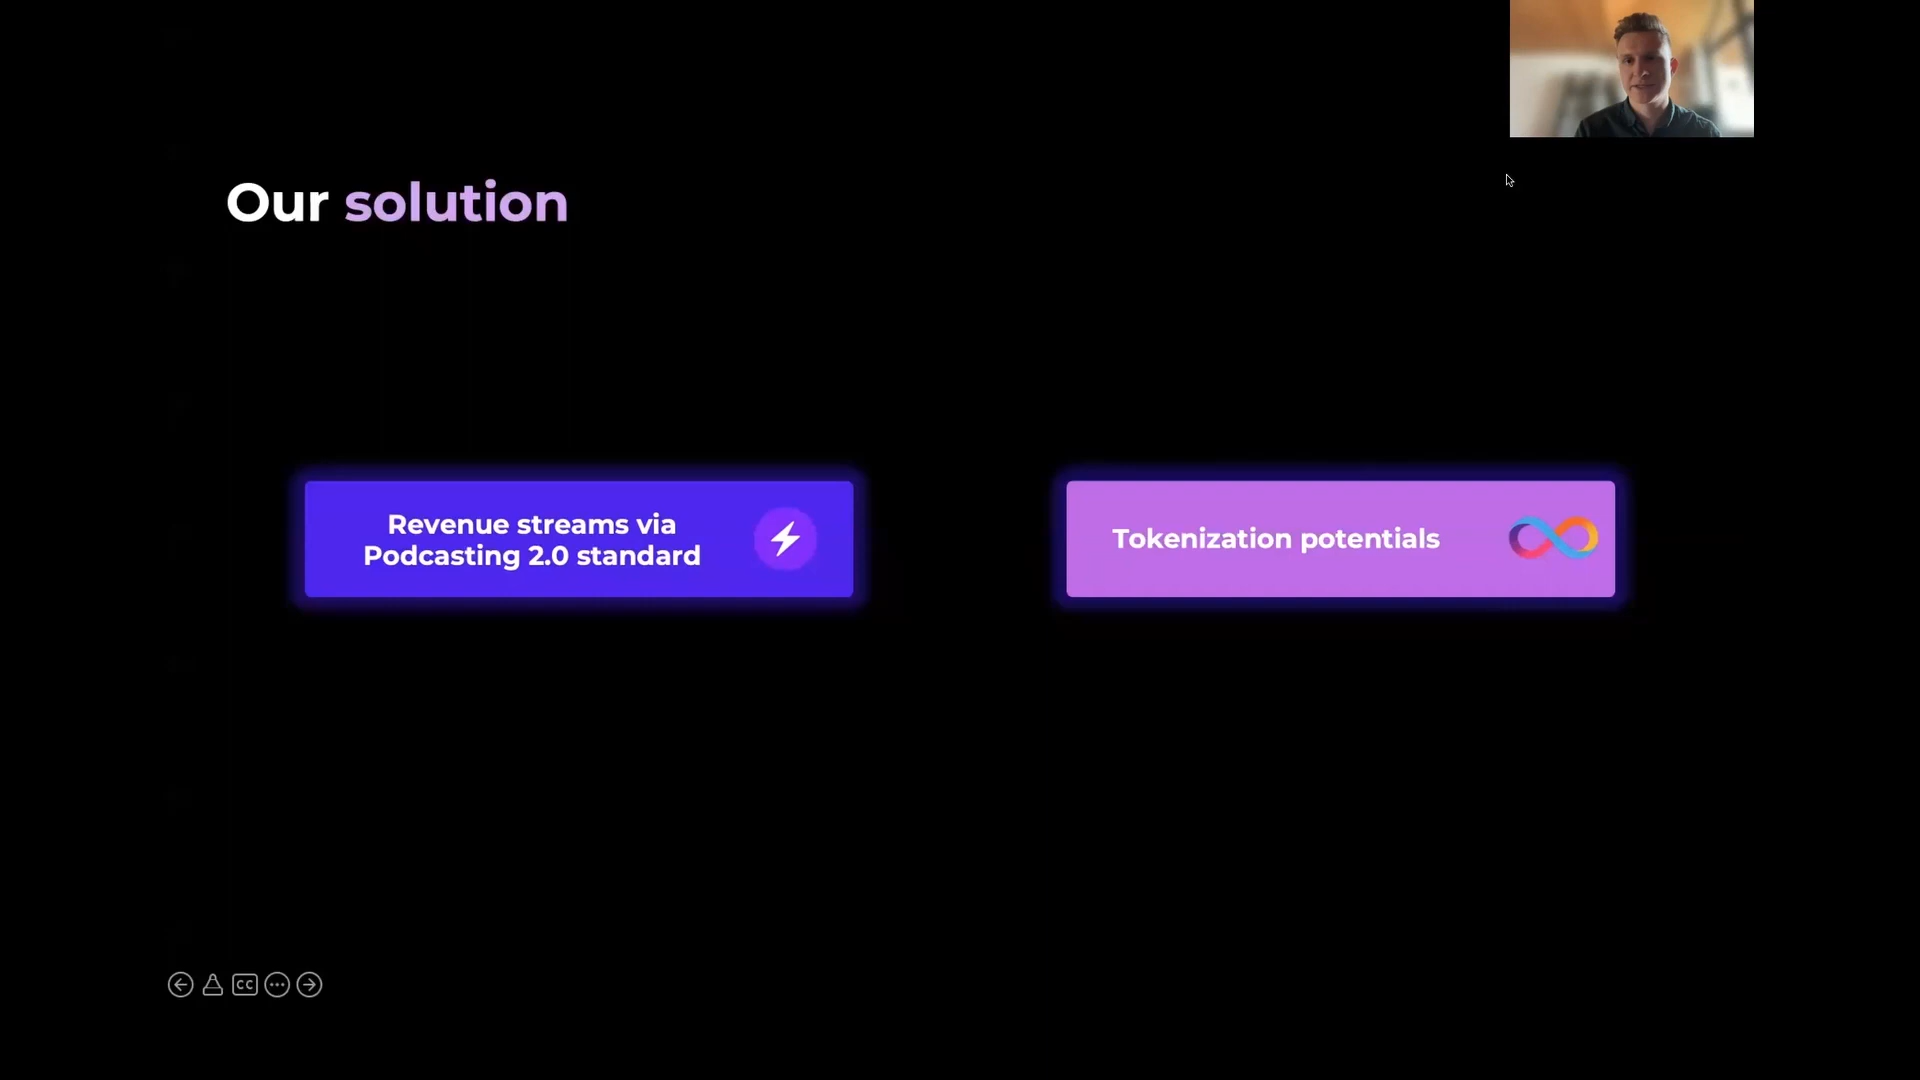 Our solution
Revenue streams via
Podcasting 2.0 standard
Tokenization potentials
CC